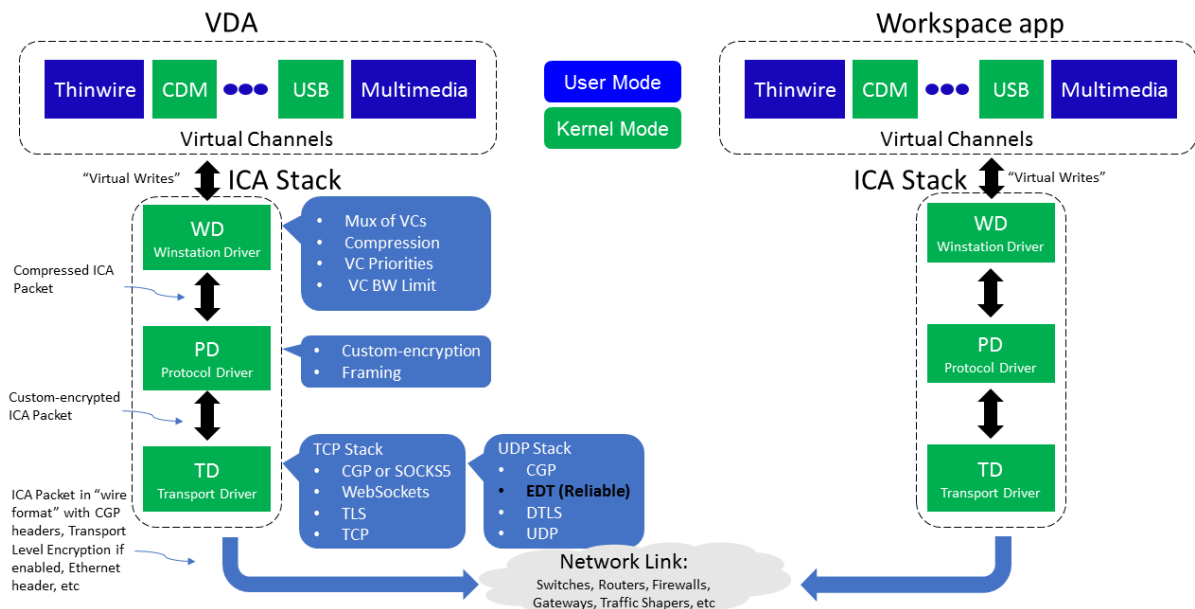 VDA
Thinwire
CDM
USB
Multimedia
Virtual Channels
User Mode
Kernel Mode
Workspace app
Thinwire
CDM
USB
Multimedia
Virtual Channels
“Virtual Writes”
ICA Stack
WD
Winstation Driver
• Mux of VCs
• Compression
• VC Priorities
• VC BW Limit
Compressed ICA
Packet
PD
Protocol Driver
• Custom-encryption
• Framing
Custom-encrypted
ICA Packet
TD
Transport Driver
TCP Stack
• CGP or SOCKS5
• WebSockets
• TLS
• TCP
UDP Stack
• CGP
• EDT (Reliable)
• DTLS
• UDP
ICA Packet in “wire
format” with CGP
headers, Transport
Level Encryption if
enabled, Ethernet
header, etc
Network Link:
Switches, Routers, Firewalls,
Gateways, Traffic Shapers, etc
ICA Stack
“Virtual Writes”
WD
Winstation Driver
PD
Protocol Driver
TD
Transport Driver